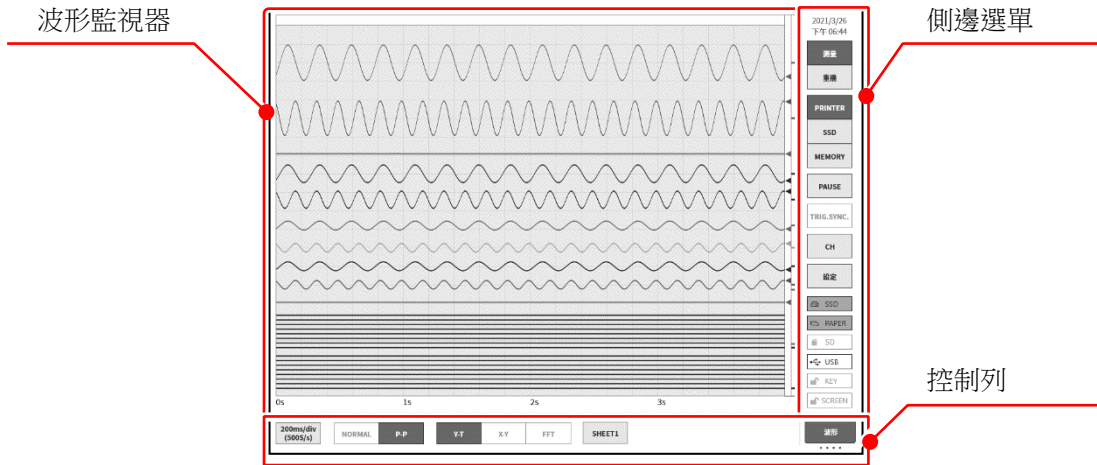 波形監視器
側邊選單
2021/3/26
下午 06:44
測量
重播
PRINTER
SSD
MEMORY
PAUSE
TRIG.SYNC.
CH
設定
SSD
PAPER
SD
USB
KEY
SCREEN
控制列
0s 1s 2s 3s
200ms/div
(500S/s)
NORMAL P-P Y-T X-Y FFT SHEET1 波形